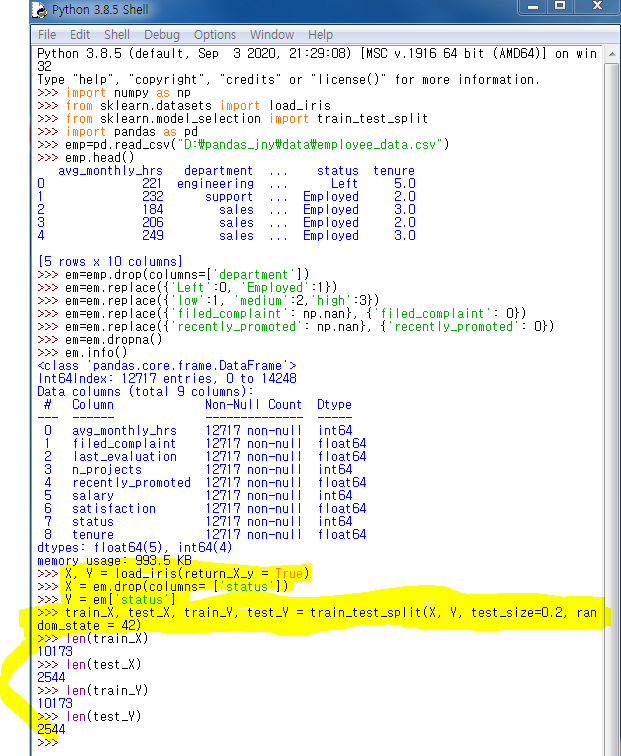 Python 3.8.5 Shell
File Edit Shell Debug Options Window Help
Python 3.8.5 (default, Sep  3 2020, 21:29:08) [MSC v.1916 64 bit (AMD64)] on win
32
Type "help", "copyright", "credits" or "license()" for more information.
>>> import numpy as np
>>> from sklearn.datasets import load_iris
>>> from sklearn.model_selection import train_test_split
>>> import pandas as pd
>>> emp=pd.read_csv("D:₩pandas_jny₩data₩employee_data.csv")
>>> emp.head()
   avg_monthly_hrs   department  ...    status  tenure
0              221  engineering  ...      Left     5.0
1              232      support  ...  Employed     2.0
2              184        sales  ...  Employed     3.0
3              206        sales  ...  Employed     2.0
4              249        sales  ...  Employed     3.0
[5 rows x 10 columns]
>>> em=emp.drop(columns=['department'])
>>> em=em.replace({'Left':0, 'Employed':1})
>>> em=em.replace({'low':1, 'medium':2,'high':3})
>>> em=em.replace({'filed_complaint': np.nan}, {'filed_complaint': 0})
>>> em=em.replace({'recently_promoted': np.nan}, {'recently_promoted': 0})
>>> em=em.dropna()
>>> em.info()
<class 'pandas.core.frame.DataFrame'>
Int64Index: 12717 entries, 0 to 14248
Data columns (total 9 columns):
 #   Column             Non-Null Count  Dtype
---  ------             --------------  -----
 0   avg_monthly_hrs    12717 non-null  int64
 1   filed_complaint    12717 non-null  float64
 2   last_evaluation    12717 non-null  float64
 3   n_projects         12717 non-null  int64
 4   recently_promoted  12717 non-null  float64
 5   salary             12717 non-null  int64
 6   satisfaction       12717 non-null  float64
 7   status             12717 non-null  int64
 8   tenure             12717 non-null  float64
dtypes: float64(5), int64(4)
memory usage: 993.5 KB
>>> X, Y = load_iris(return_X_y = True)
>>> X = em.drop(columns= ['status'])
>>> Y = em['status']
>>> train_X, test_X, train_Y, test_Y = train_test_split(X, Y, test_size=0.2, ran
dom_state = 42)
>>> len(train_X)
10173
>>> len(test_X)
2544
>>> len(train_Y)
10173
>>> len(test_Y)
2544
>>>